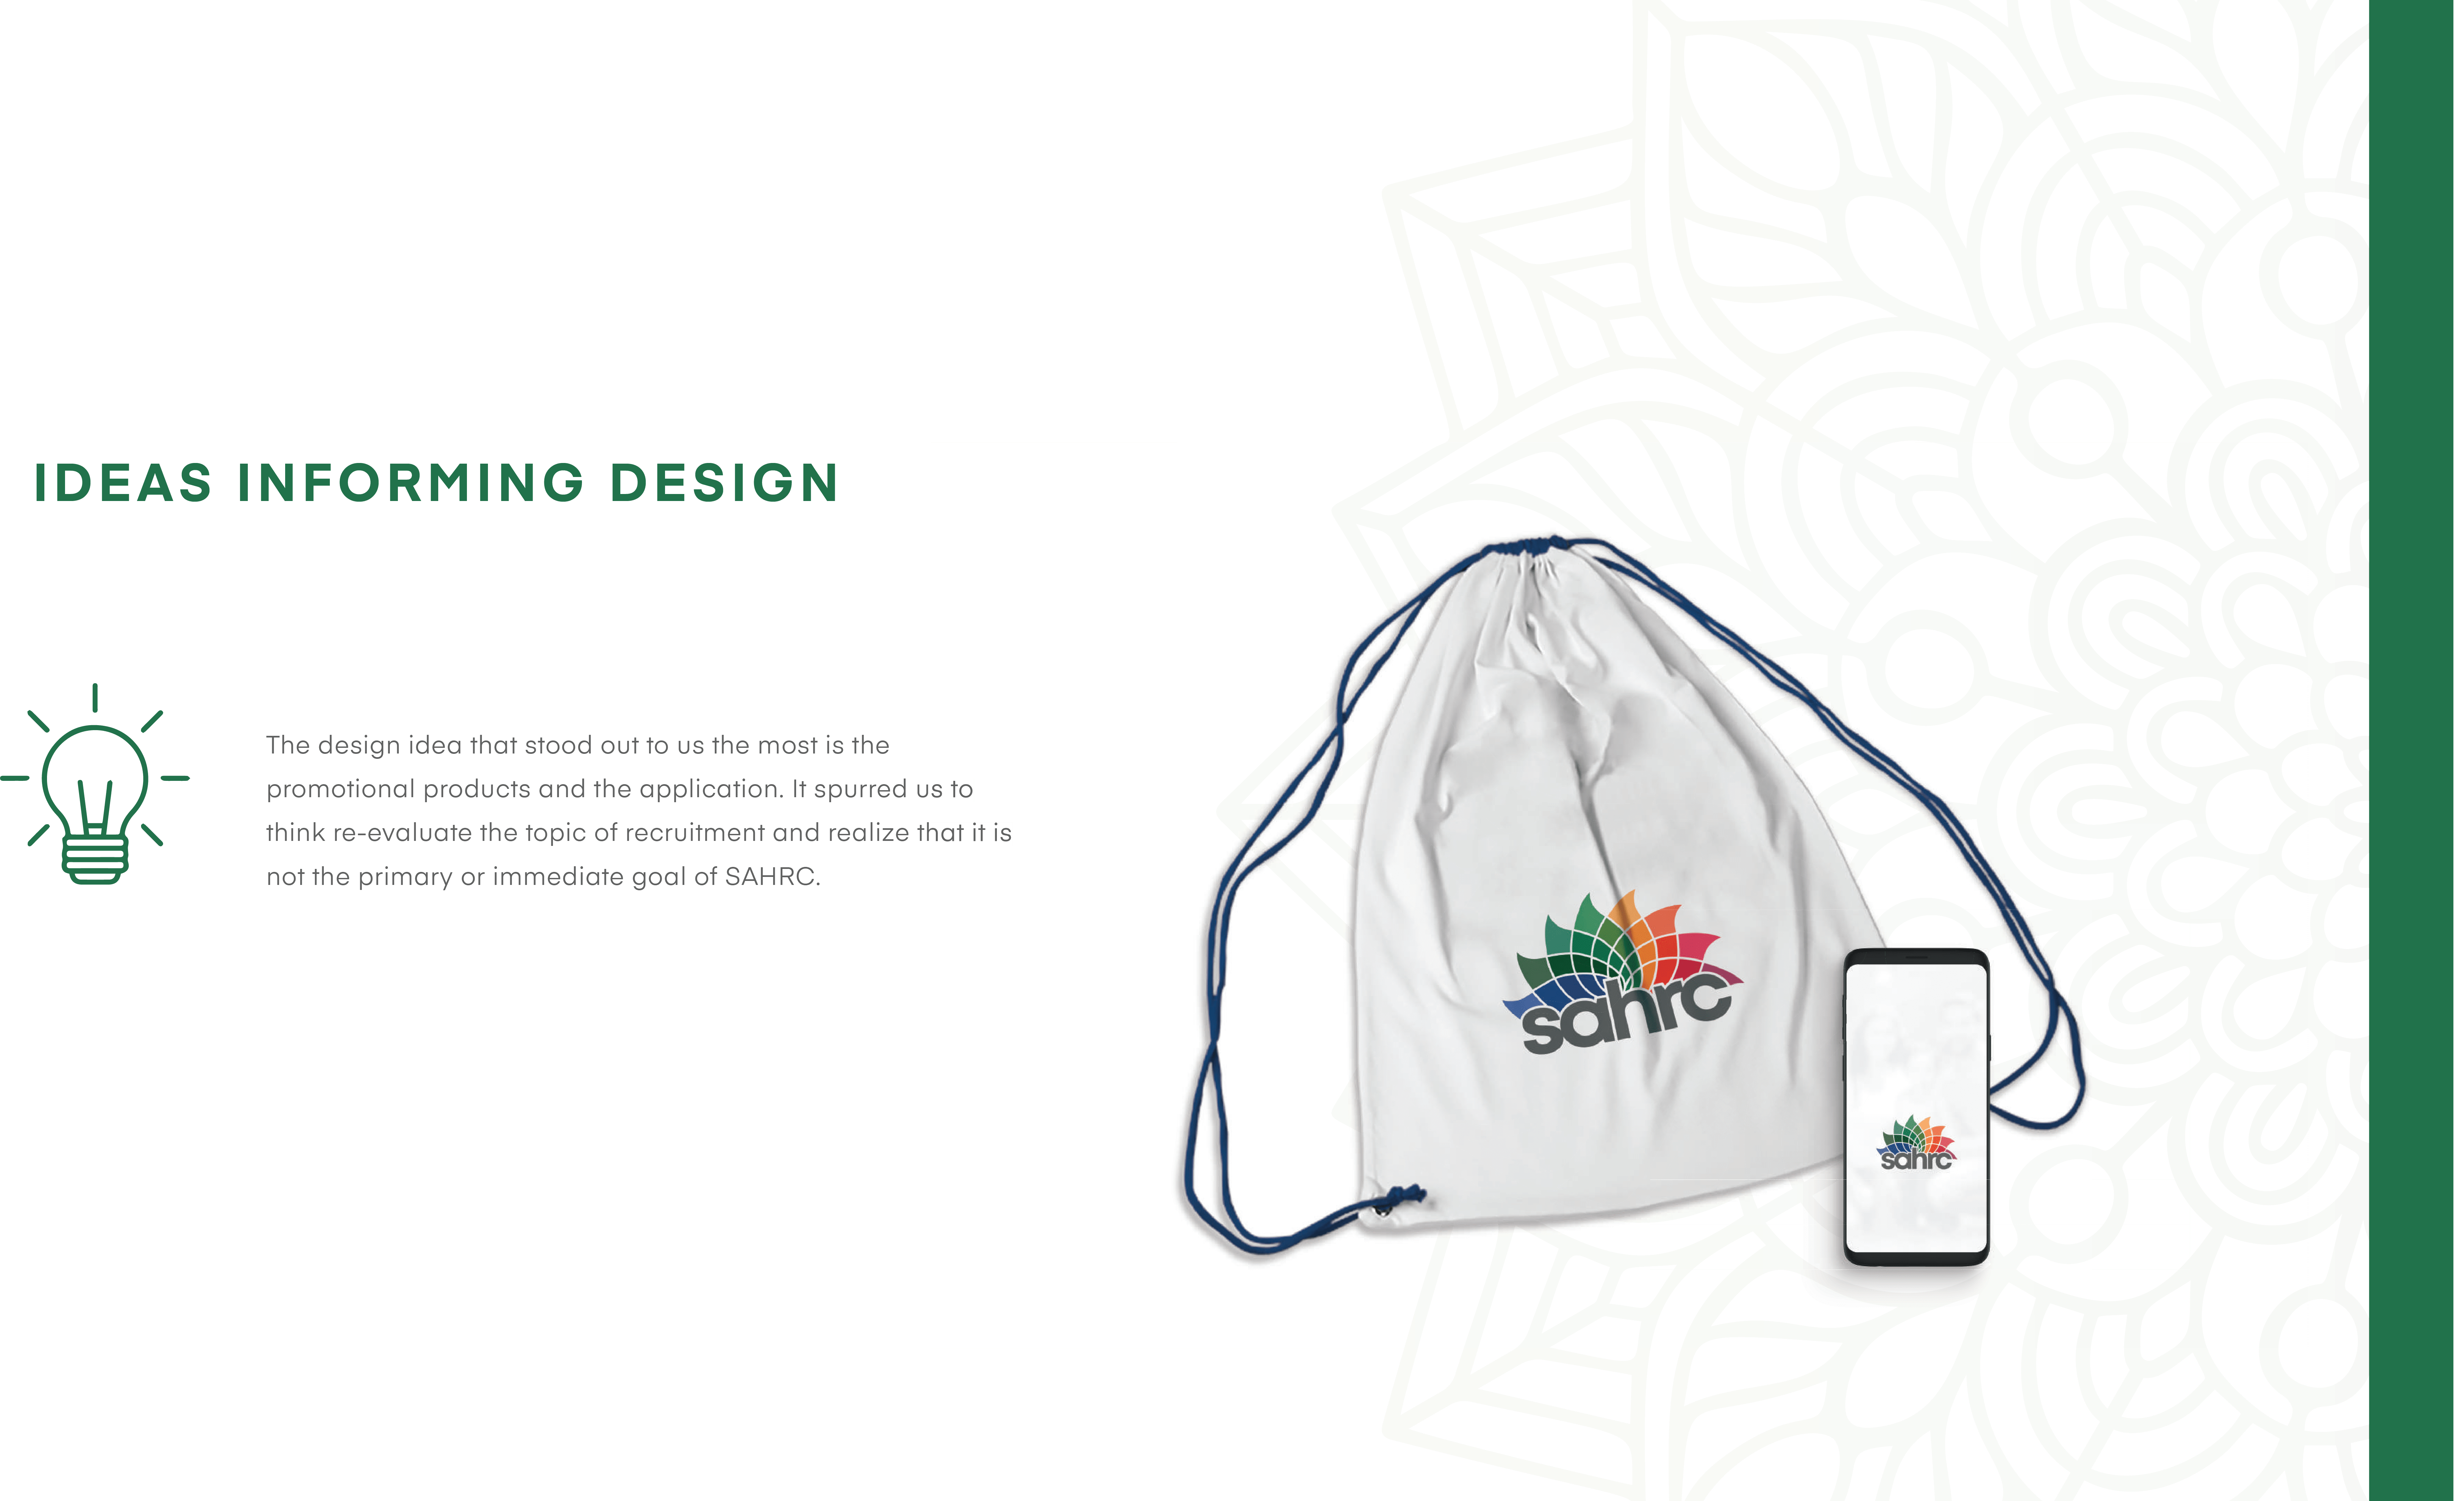 IDEAS INFORMING DESIGN
The design idea that stood out to us the most is the
promotional products and the application. It spurred us to
think re-evaluate the topic of recruitment and realize that it is
not the primary or immediate goal of SAHRC.
sahrc
sahrc